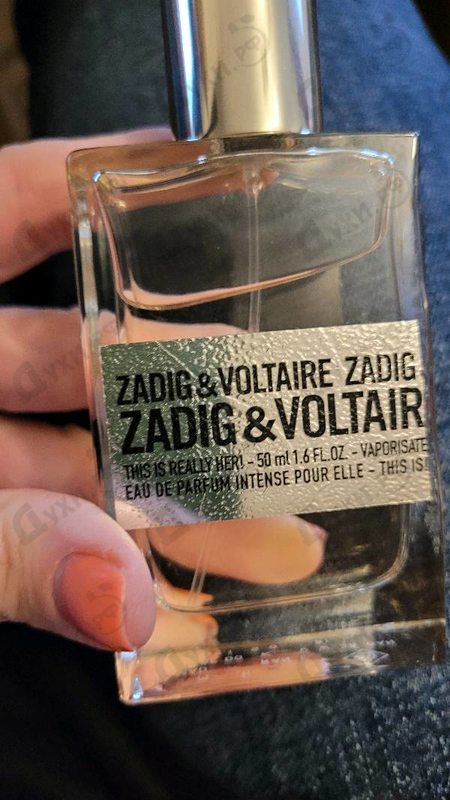 ZADIG&VOLTAIRE ZADIG
ZADIG&VOLTAIR
THIS IS REALLY HER! - 50 ml 1.6 FL.OZ. - VAPORISATE
EAU DE PARFUM INTENSE POUR ELLE - THIS IS